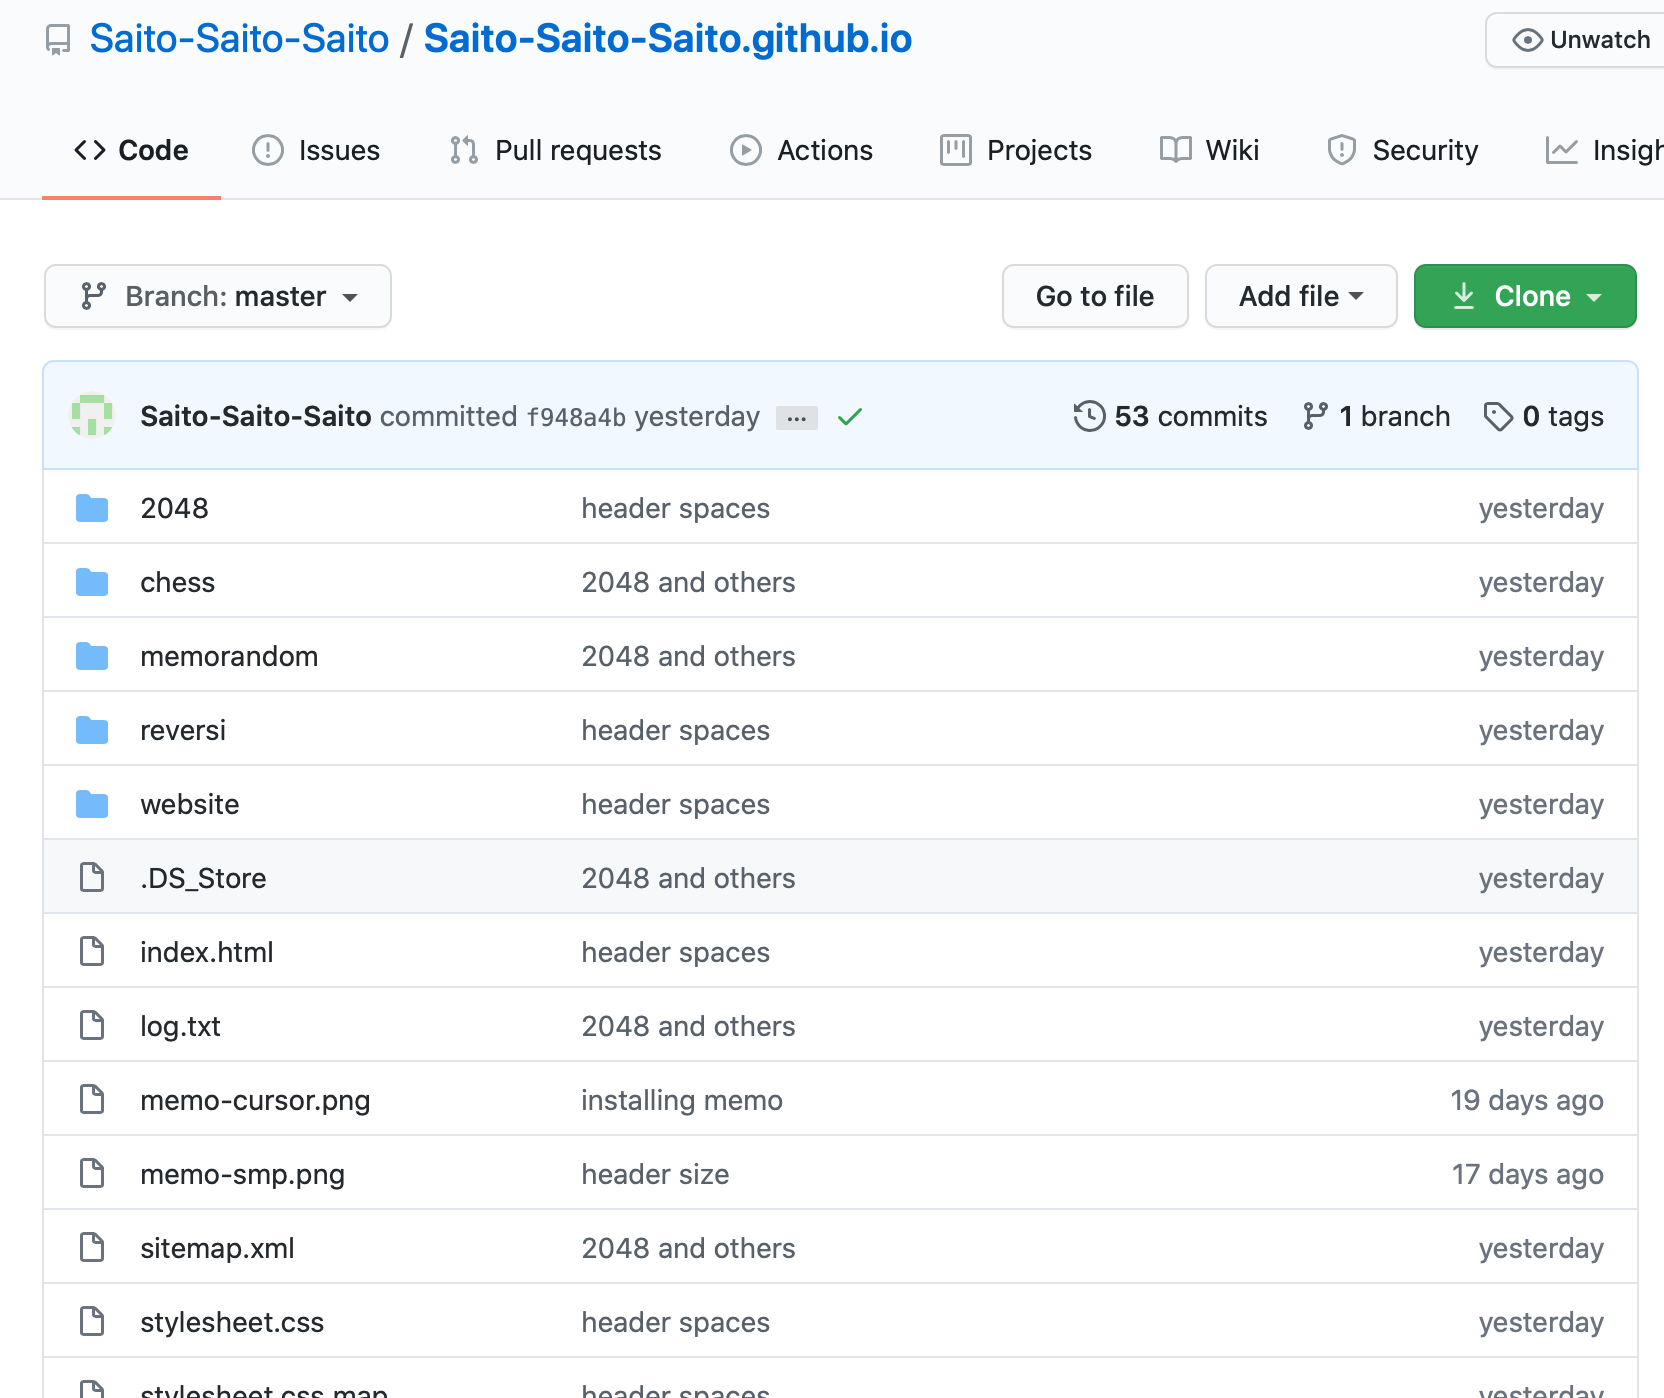 Saito-Saito-Saito / Saito-Saito-Saito.github.io Unwatch
Code Issues Pull requests Actions Projects Wiki Security Insigh
Branch: master Go to file Add file Clone
Saito-Saito-Saito committed f948a4b yesterday ... 53 commits 1 branch 0 tags
2048 header spaces yesterday
chess 2048 and others yesterday
memorandom 2048 and others yesterday
reversi header spaces yesterday
website header spaces yesterday
.DS_Store 2048 and others yesterday
index.html header spaces yesterday
log.txt 2048 and others yesterday
memo-cursor.png installing memo 19 days ago
memo-smp.png header size 17 days ago
sitemap.xml 2048 and others yesterday
stylesheet.css header spaces yesterday
stylesheet.css.map header spaces yesterday